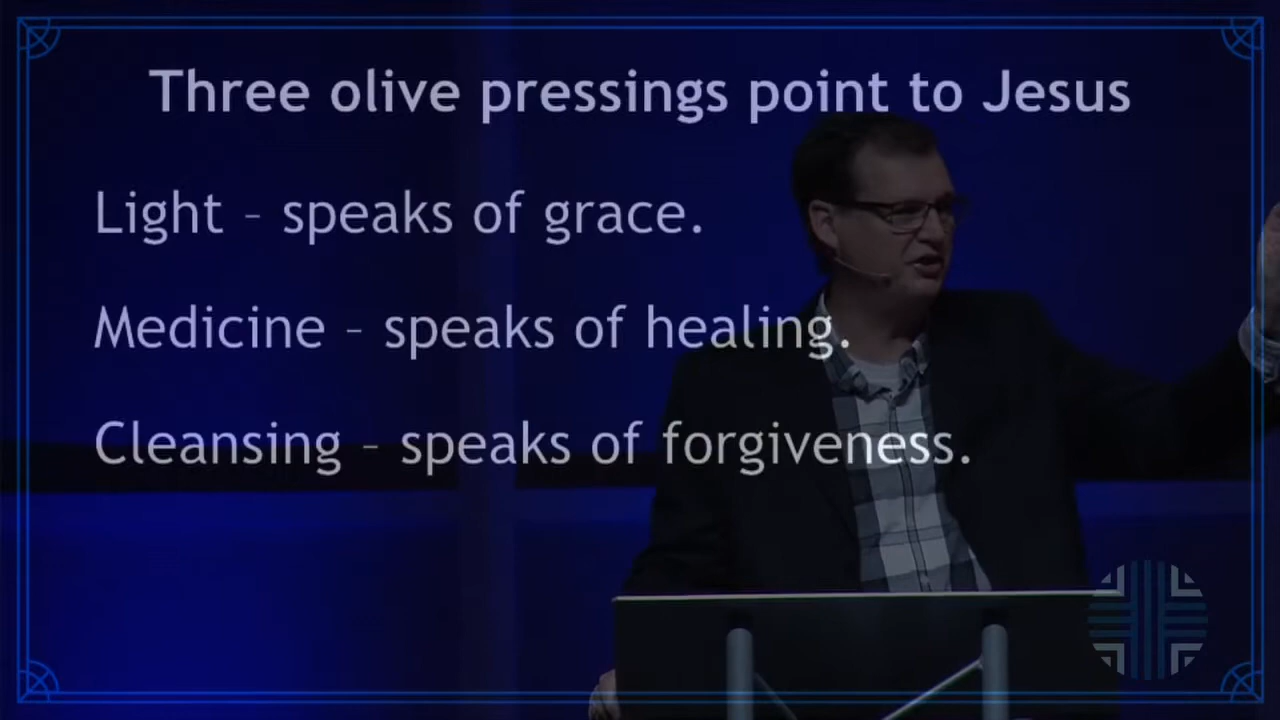 Three olive pressings point to Jesus
Light – speaks of grace.
Medicine – speaks of healing.
Cleansing – speaks of forgiveness.